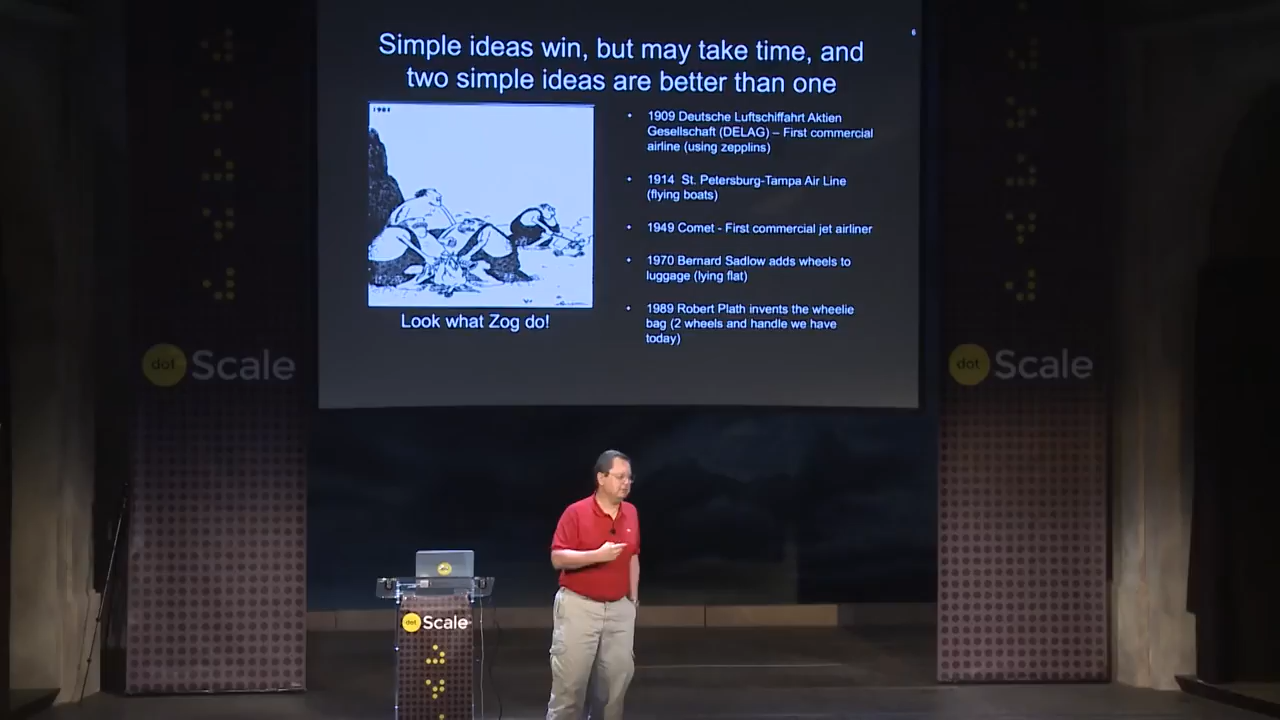 6
Simple ideas win, but may take time, and
two simple ideas are better than one
1984
• 1909 Deutsche Luftschiffahrt Aktien
Gesellschaft (DELAG) – First commercial
airline (using zepplins)
• 1914 St. Petersburg-Tampa Air Line
(flying boats)
• 1949 Comet - First commercial jet airliner
• 1970 Bernard Sadlow adds wheels to
luggage (lying flat)
• 1989 Robert Plath invents the wheelie
bag (2 wheels and handle we have
today)
Look what Zog do!
dot Scale
dot Scale
dot Scale